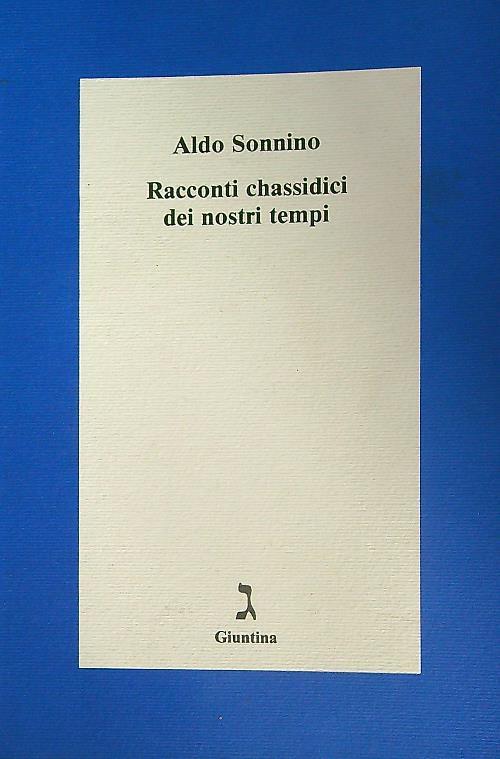 Aldo Sonnino
Racconti chassidici
dei nostri tempi
ג
Giuntina